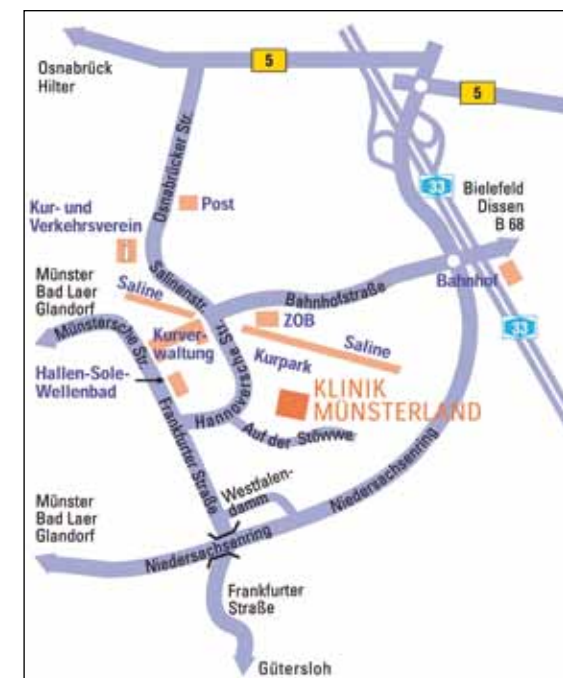 5
Osnabrück
Hilter
5
Osnabrücker Str.
33
Bielefeld
Dissen
B 68
Post
Kur- und
Verkehrsverein
i
Salinenstr.
Münster
Bad Laer
Glandorf
Saline
Bahnhofstraße
Bahnhof
Münstersche Str.
Kurver-
waltung
Hannoversche Str.
ZOB
Saline
33
Kurpark
Hallen-Sole-
Wellenbad
KLINIK
MÜNSTERLAND
Hannoversche Str.
Auf der Stöwwe
Frankfurter Straße
Westfalen-
damm
Niedersachsenring
Münster
Bad Laer
Glandorf
Niedersachsenring
Frankfurter
Straße
Gütersloh